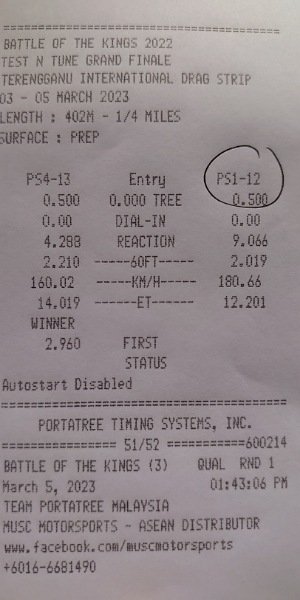 ==========================================
BATTLE OF THE KINGS 2022
TEST N TUNE GRAND FINALE
TERENGGANU INTERNATIONAL DRAG STRIP
03 - 05 MARCH 2023
LENGTH : 402M - 1/4 MILES
SURFACE : PREP
PS4-13 Entry PS1-12
0.500 0.000 TREE 0.500
0.00 DIAL-IN 0.00
4.288 REACTION 9.066
2.210 -----60FT----- 2.019
160.02 -----KM/H----- 180.66
14.019 ------ET------ 12.201
WINNER
2.960 FIRST
STATUS
Autostart Disabled
==========================================
PORTATREE TIMING SYSTEMS, INC.
================ 51/52 ===========600214
BATTLE OF THE KINGS (3) QUAL RND 1
March 5, 2023 01:43:06 PM
TEAM PORTATREE MALAYSIA
MUSC MOTORSPORTS - ASEAN DISTRIBUTOR
www.facebook.com/muscmotorsports
+6016-6681490